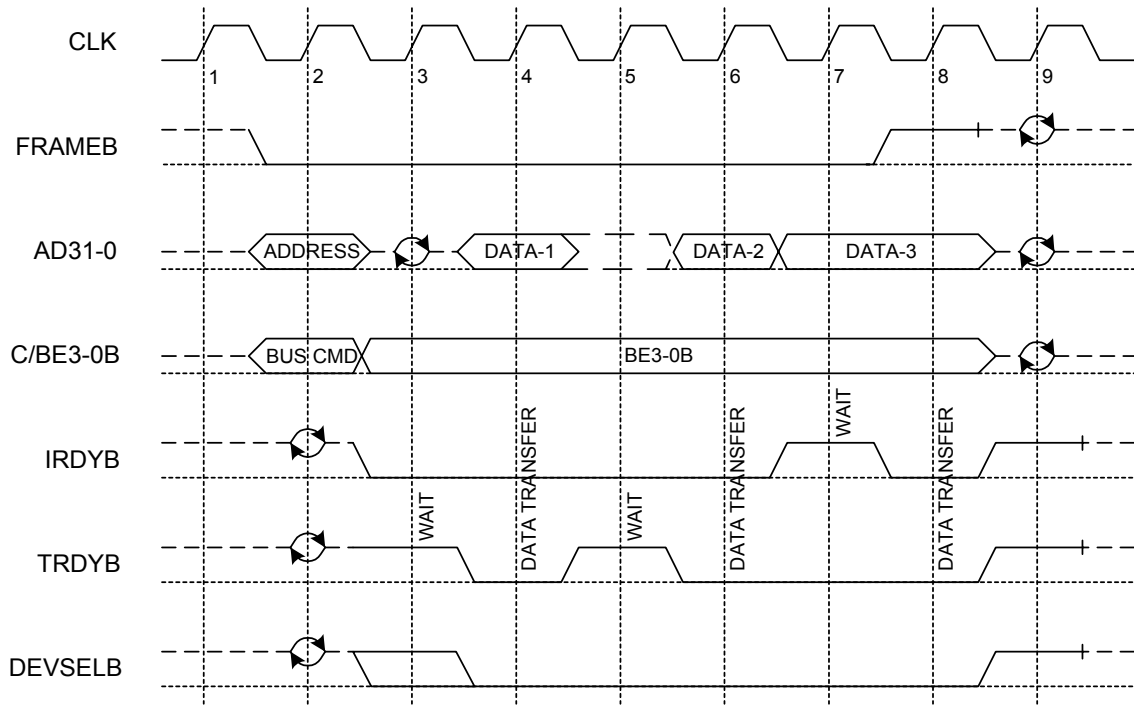 CLK
1 2 3 4 5 6 7 8 9
FRAMEB
AD31-0
ADDRESS DATA-1 DATA-2 DATA-3
C/BE3-0B
BUS CMD BE3-0B
IRDYB
DATA TRANSFER
DATA TRANSFER
WAIT
DATA TRANSFER
TRDYB
WAIT
WAIT
DEVSELB